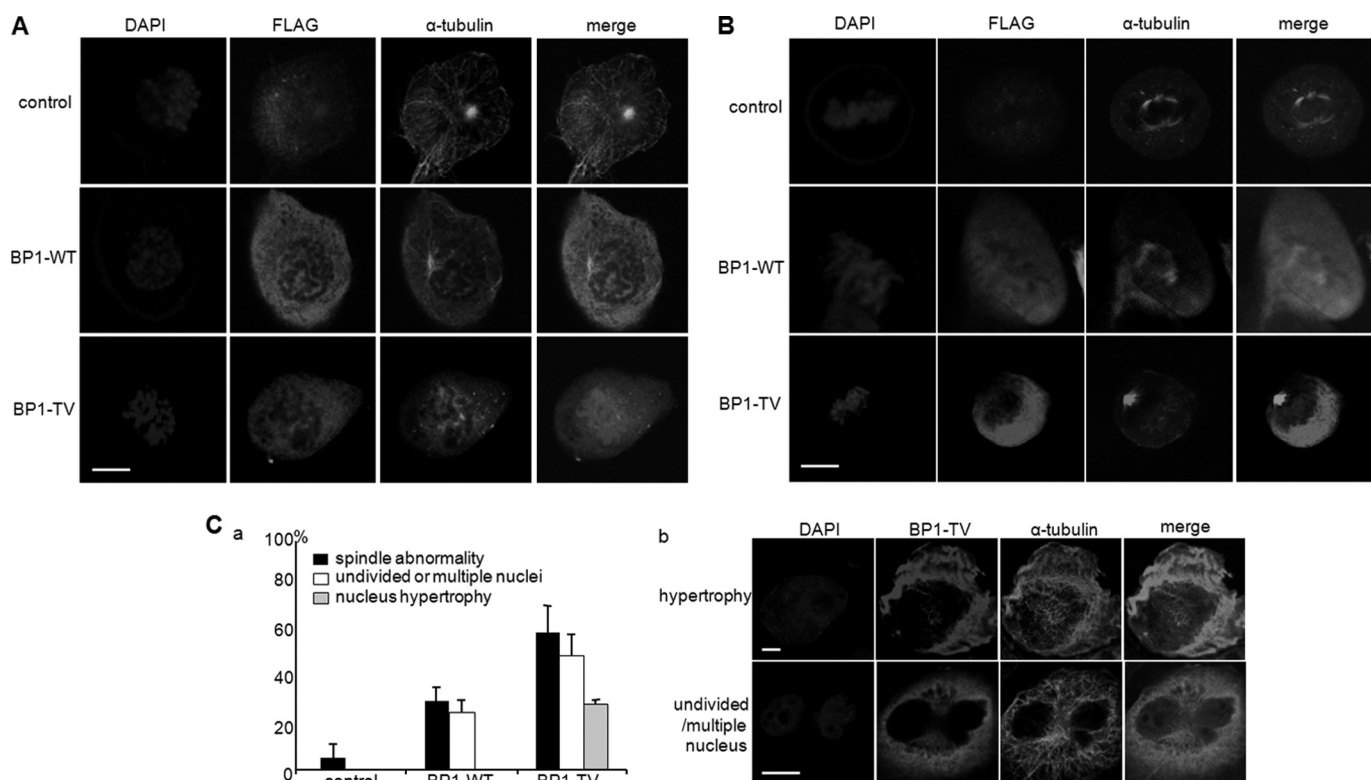 A
DAPI FLAG α-tubulin merge
control
BP1-WT
BP1-TV
B
DAPI FLAG α-tubulin merge
control
BP1-WT
BP1-TV
C
a
100%
80
60
40
20
0
spindle abnormality
undivided or multiple nuclei
nucleus hypertrophy
control BP1-WT BP1-TV
b
DAPI BP1-TV α-tubulin merge
hypertrophy
undivided
/multiple
nucleus